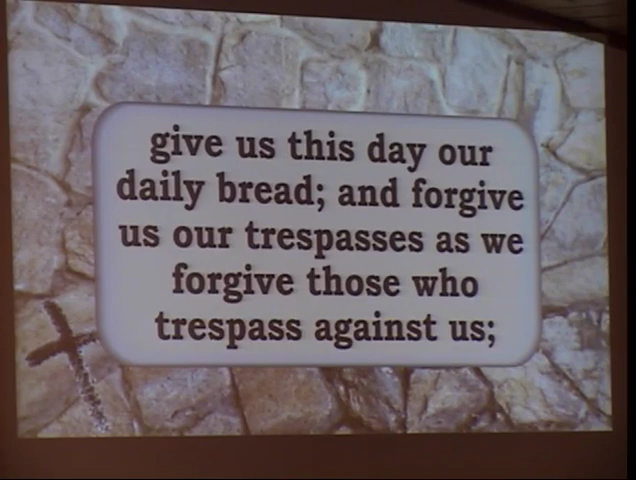 give us this day our
daily bread; and forgive
us our trespasses as we
forgive those who
trespass against us;